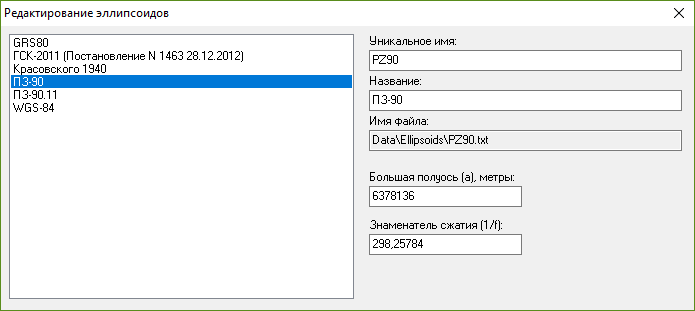 Редактирование эллипсоидов
GRS80
ГСК-2011 (Постановление N 1463 28.12.2012)
Красовского 1940
ПЗ-90
ПЗ-90.11
WGS-84
Уникальное имя:
PZ90
Название:
ПЗ-90
Имя файла:
Data\Ellipsoids\PZ90.txt
Большая полуось (a), метры:
6378136
Знаменатель сжатия (1/f):
298,25784